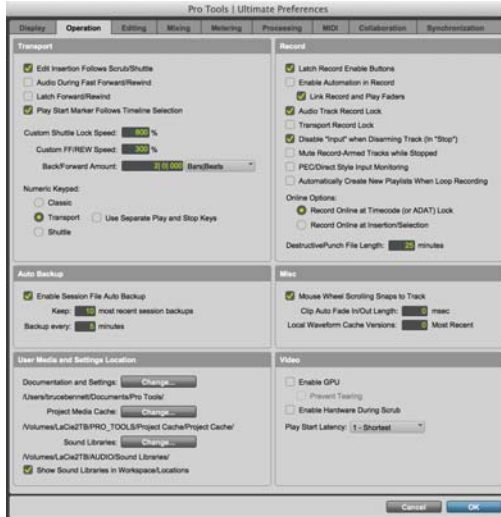 Pro Tools | Ultimate Preferences
Display Operation Editing Mixing Metering Processing MIDI Collaboration Synchronization
Transport
Edit Insertion Follows Scrub/Shuttle
Audio During Fast Forward/Rewind
Latch Forward/Rewind
Play Start Marker Follows Timeline Selection
Custom Shuttle Lock Speed: 800 %
Custom FF/REW Speed: 300 %
Back/Forward Amount: 2| 0| 000 Bars|Beats
Numeric Keypad:
Classic
Transport Use Separate Play and Stop Keys
Shuttle
Record
Latch Record Enable Buttons
Enable Automation in Record
Link Record and Play Faders
Audio Track Record Lock
Transport Record Lock
Disable "Input" when Disarming Track (In "Stop")
Mute Record-Armed Tracks while Stopped
PEC/Direct Style Input Monitoring
Automatically Create New Playlists When Loop Recording
Online Options:
Record Online at Timecode (or ADAT) Lock
Record Online at Insertion/Selection
DestructivePunch File Length: 25 minutes
Auto Backup
Enable Session File Auto Backup
Keep: 10 most recent session backups
Backup every: 5 minutes
Misc
Mouse Wheel Scrolling Snaps to Track
Clip Auto Fade In/Out Length: 0 msec
Local Waveform Cache Versions: 0 Most Recent
User Media and Settings Location
Documentation and Settings: Change...
/Users/brucebennett/Documents/Pro Tools/
Project Media Cache: Change...
/Volumes/LaCie2TB/PRO_TOOLS/Project Cache/Project Cache/
Sound Libraries: Change...
/Volumes/LaCie2TB/AUDIO/Sound Libraries/
Show Sound Libraries in Workspace/Locations
Video
Enable GPU
Prevent Tearing
Enable Hardware During Scrub
Play Start Latency: 1 - Shortest
Cancel OK